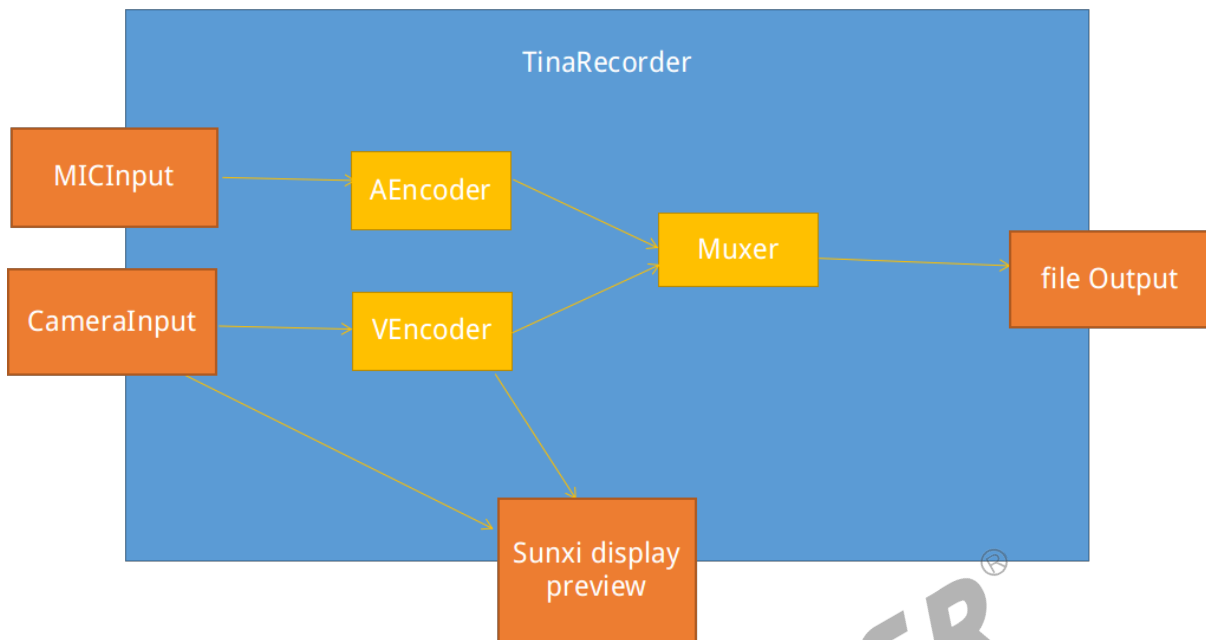 TinaRecorder
MICInput
AEncoder
Muxer
CameraInput
VEncoder
file Output
Sunxi display
preview
®